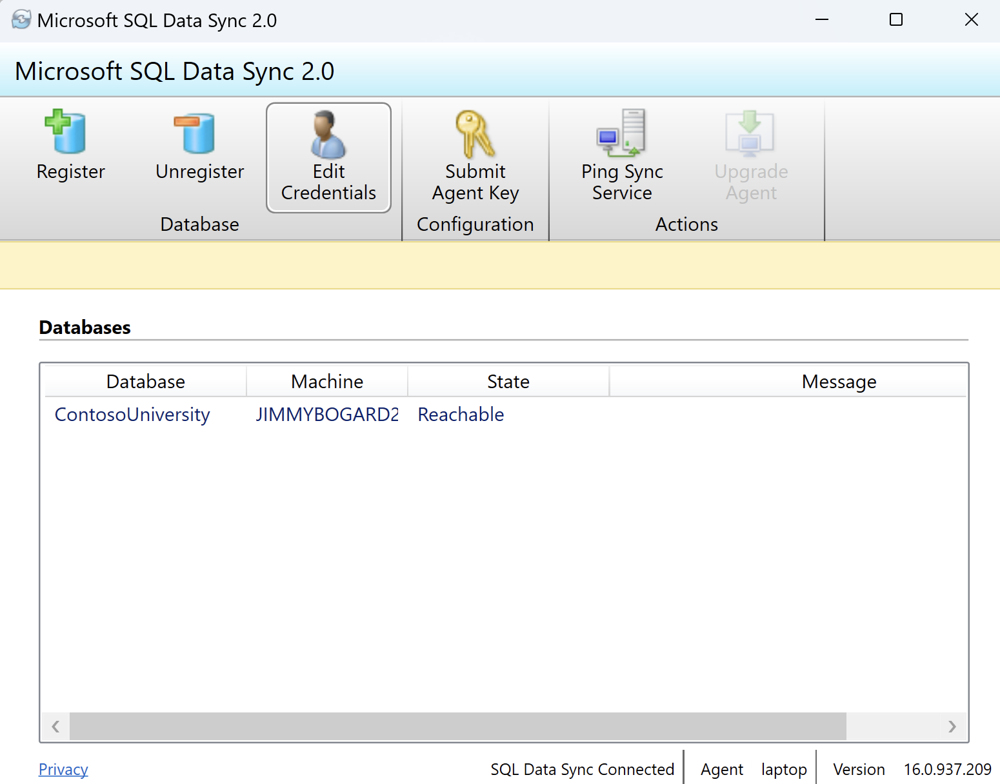 Microsoft SQL Data Sync 2.0
Microsoft SQL Data Sync 2.0
Register
Unregister
Edit
Credentials
Submit
Agent Key
Ping Sync
Service
Upgrade
Agent
Database
Configuration
Actions
Databases
Database Machine State Message
ContosoUniversity JIMMYBOGARD2 Reachable
Privacy
SQL Data Sync Connected Agent laptop Version 16.0.937.209